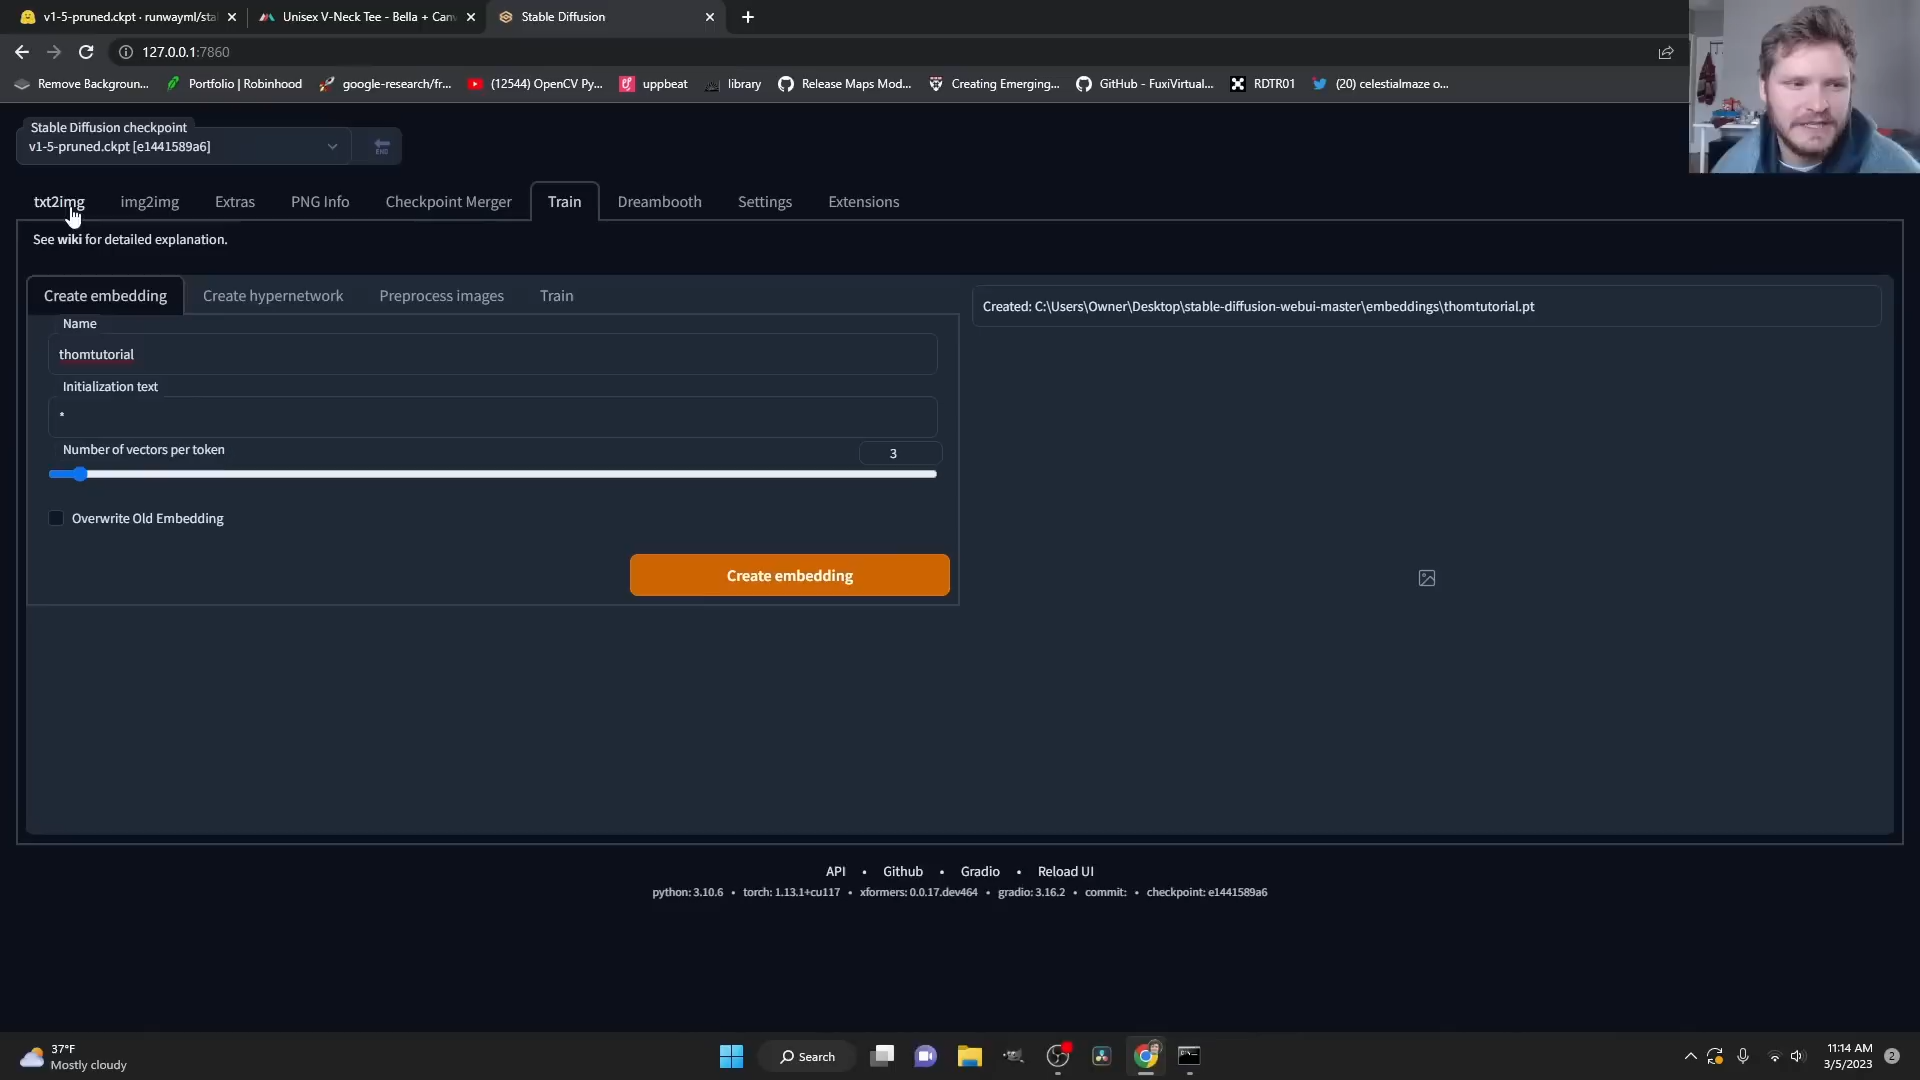 v1-5-pruned.ckpt · runwayml/sta
Unisex V-Neck Tee - Bella + Can
Stable Diffusion
127.0.0.1:7860
Remove Backgroun...
Portfolio | Robinhood
google-research/fr...
(12544) OpenCV Py...
uppbeat
library
Release Maps Mod...
Creating Emerging...
GitHub - FuxiVirtual...
RDTR01
(20) celestialmaze o...
Stable Diffusion checkpoint
v1-5-pruned.ckpt [e1441589a6]
END
txt2img
img2img
Extras
PNG Info
Checkpoint Merger
Train
Dreambooth
Settings
Extensions
See wiki for detailed explanation.
Create embedding
Create hypernetwork
Preprocess images
Train
Name
thomtutorial
Initialization text
*
Number of vectors per token
3
Overwrite Old Embedding
Create embedding
Created: C:\Users\Owner\Desktop\stable-diffusion-webui-master\embeddings\thomtutorial.pt
API • Github • Gradio • Reload UI
python: 3.10.6 • torch: 1.13.1+cu117 • xformers: 0.0.17.dev464 • gradio: 3.16.2 • commit: • checkpoint: e1441589a6
37°F
Mostly cloudy
Search
11:14 AM
3/5/2023
2